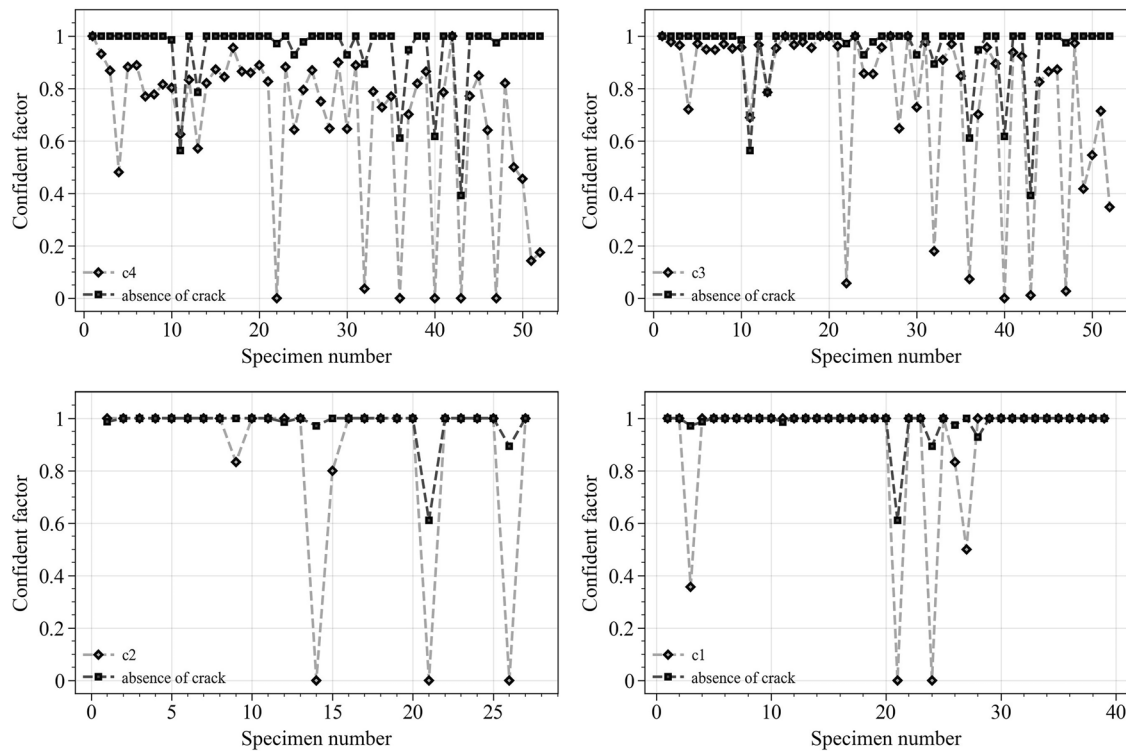 1
0.8
0.6
0.4
0.2
0
Confident factor
c4
absence of crack
0 10 20 30 40 50
Specimen number
1
0.8
0.6
0.4
0.2
0
Confident factor
c3
absence of crack
0 10 20 30 40 50
Specimen number
1
0.8
0.6
0.4
0.2
0
Confident factor
c2
absence of crack
0 5 10 15 20 25
Specimen number
1
0.8
0.6
0.4
0.2
0
Confident factor
c1
absence of crack
0 10 20 30 40
Specimen number